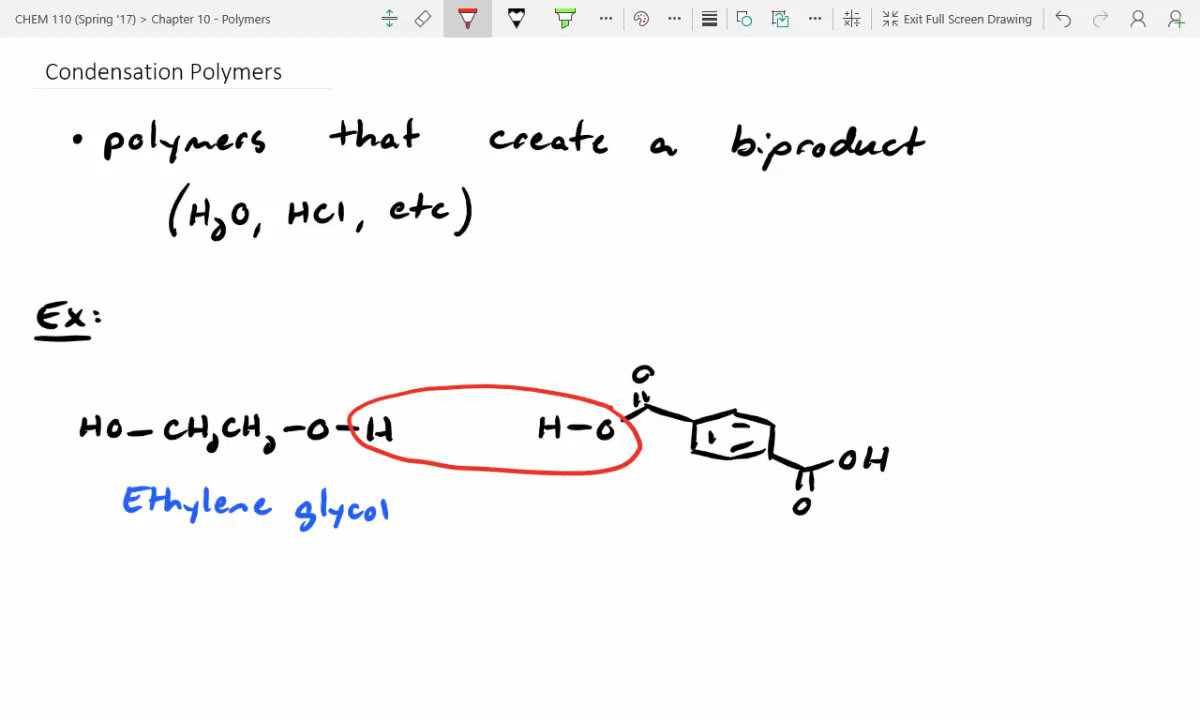 CHEM 110 (Spring '17) > Chapter 10 - Polymers
Exit Full Screen Drawing
Condensation Polymers
• polymers that create a biproduct
(H₂O, HCl, etc)
Ex:
O
HO–CH₂CH₂–O–H H–O
OH
O
Ethylene glycol